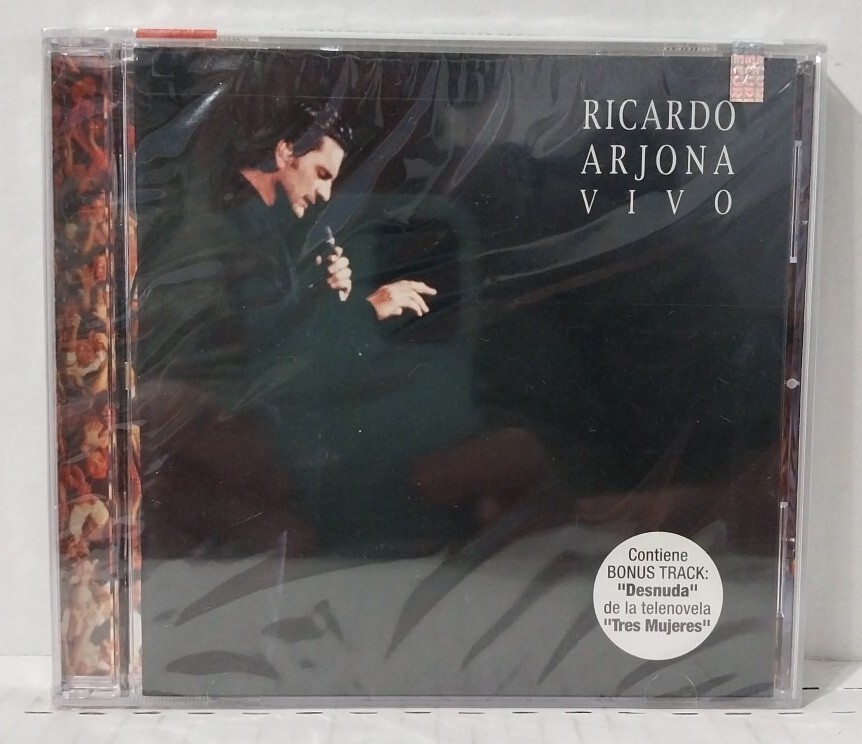 RICARDO
ARJONA
VIVO
Contiene
BONUS TRACK:
"Desnuda"
de la telenovela
"Tres Mujeres"